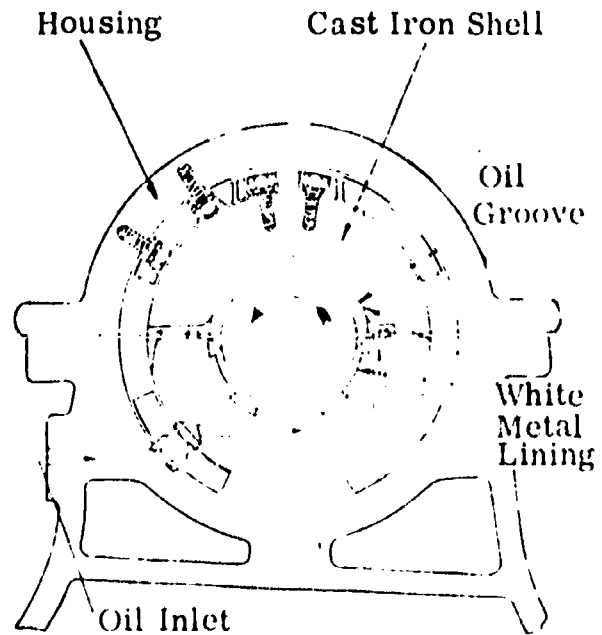 Housing
Cast Iron Shell
Oil
Groove
White
Metal
Lining
Oil Inlet